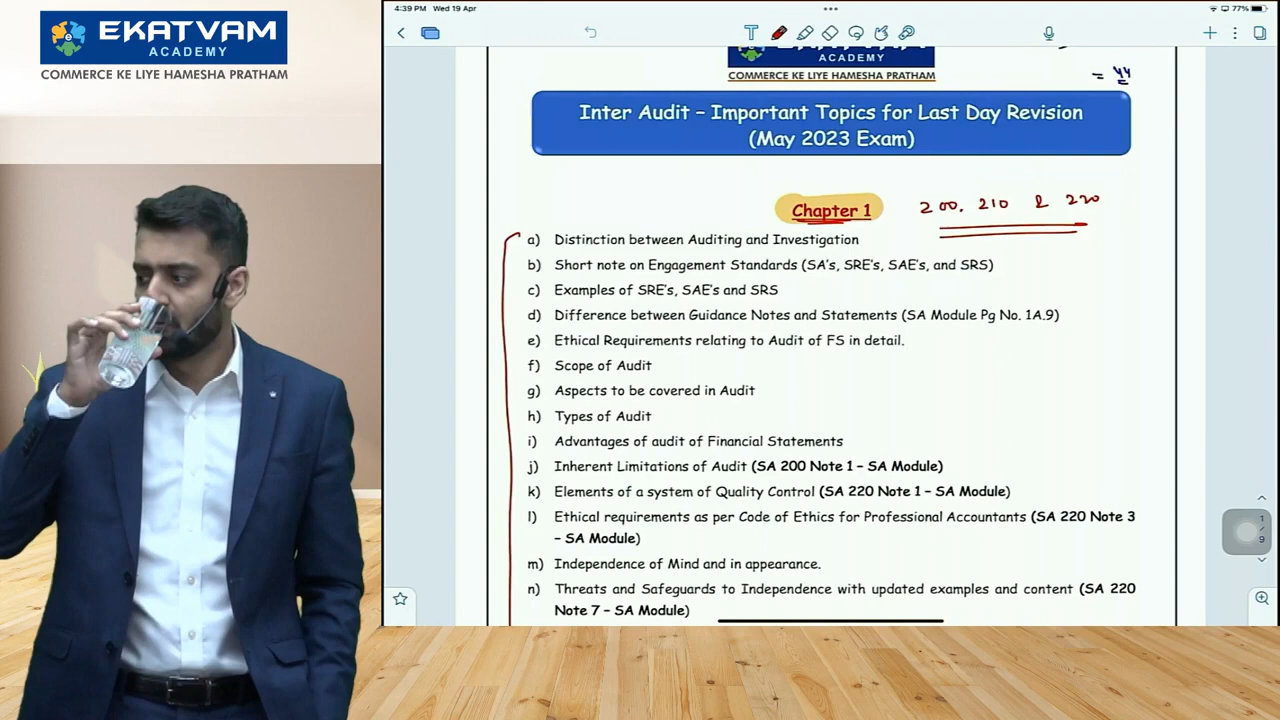 EKATVAM
ACADEMY
COMMERCE KE LIYE HAMESHA PRATHAM
4:39 PM Wed 19 Apr
77%
ACADEMY
COMMERCE KE LIYE HAMESHA PRATHAM
= 44
Inter Audit – Important Topics for Last Day Revision
(May 2023 Exam)
Chapter 1
200, 210 & 220
a) Distinction between Auditing and Investigation
b) Short note on Engagement Standards (SA's, SRE's, SAE's, and SRS)
c) Examples of SRE's, SAE's and SRS
d) Difference between Guidance Notes and Statements (SA Module Pg No. 1A.9)
e) Ethical Requirements relating to Audit of FS in detail.
f) Scope of Audit
g) Aspects to be covered in Audit
h) Types of Audit
i) Advantages of audit of Financial Statements
j) Inherent Limitations of Audit (SA 200 Note 1 – SA Module)
k) Elements of a system of Quality Control (SA 220 Note 1 – SA Module)
l) Ethical requirements as per Code of Ethics for Professional Accountants (SA 220 Note 3
– SA Module)
m) Independence of Mind and in appearance.
n) Threats and Safeguards to Independence with updated examples and content (SA 220
Note 7 – SA Module)
1
/
9